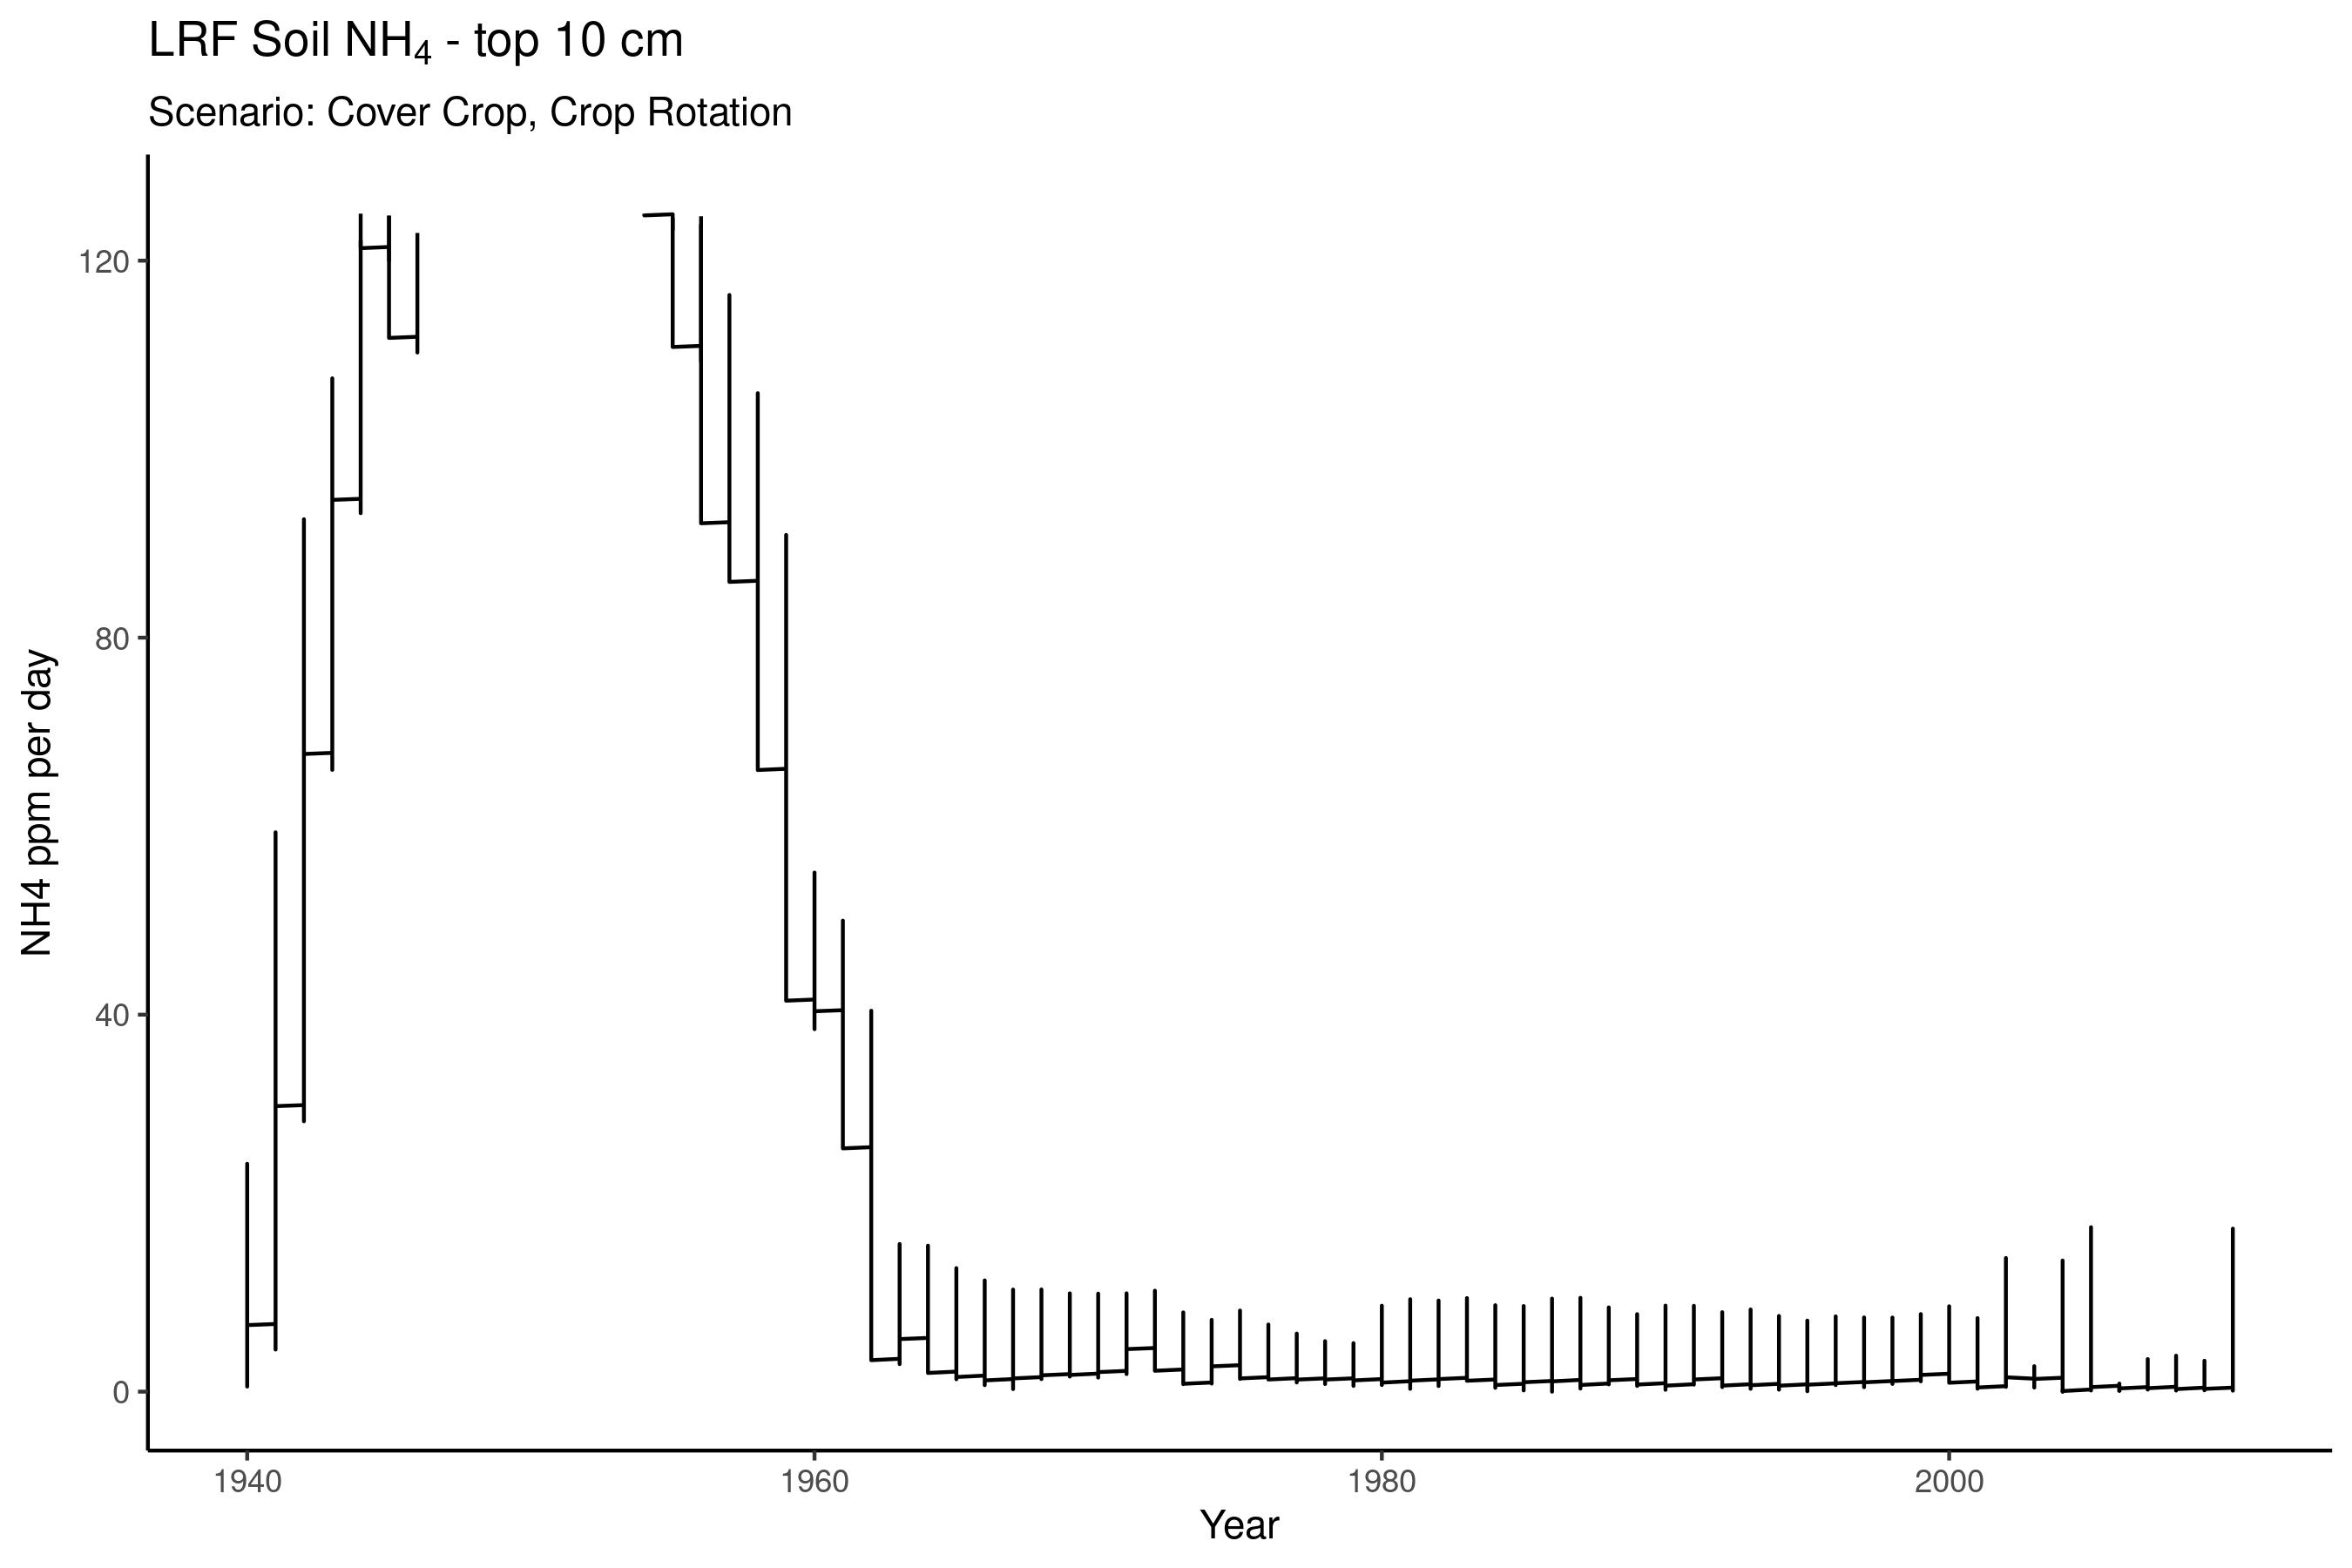 LRF Soil NH₄ - top 10 cm
Scenario: Cover Crop, Crop Rotation
NH4 ppm per day
120
80
40
0
1940 1960 1980 2000
Year